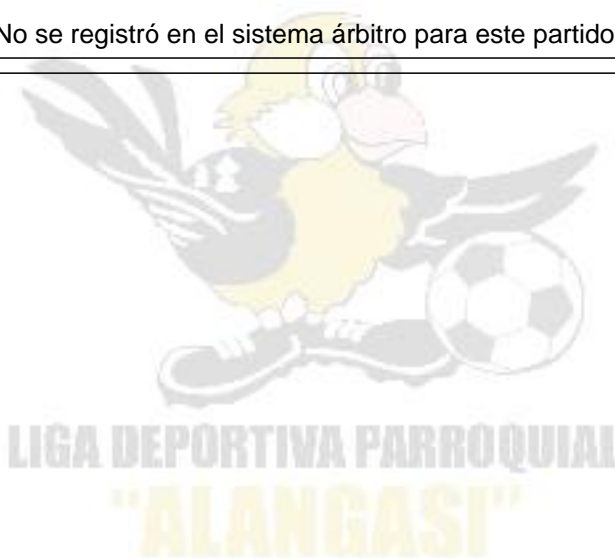 No se registró en el sistema árbitro para este partido
LIGA DEPORTIVA PARROQUIAL
"ALANGASI"